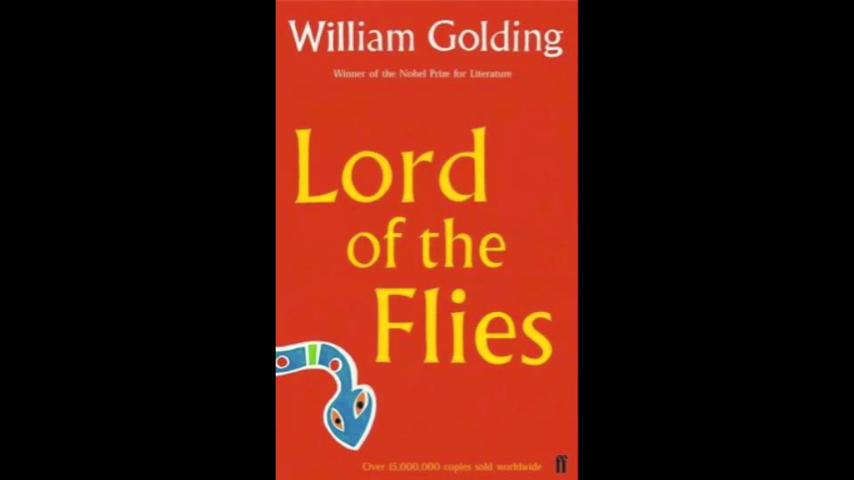 William Golding
Winner of the Nobel Prize for Literature
Lord
of the
Flies
Over 15,000,000 copies sold worldwide ff